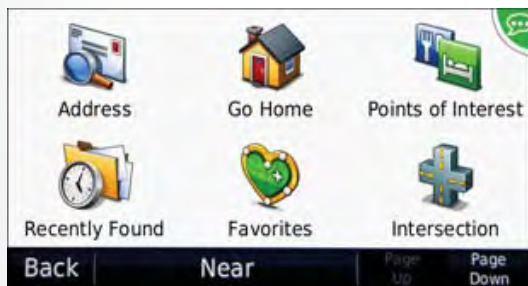 Address Go Home Points of Interest
Recently Found Favorites Intersection
Back Near Page Up Page Down